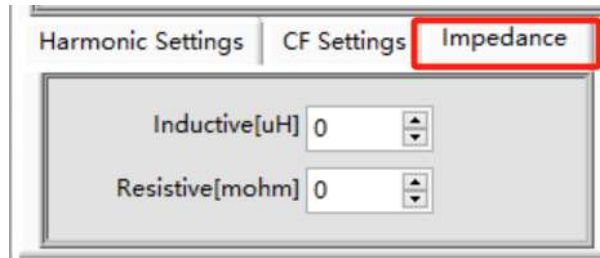 Harmonic Settings CF Settings Impedance
Inductive[uH] 0
Resistive[mohm] 0